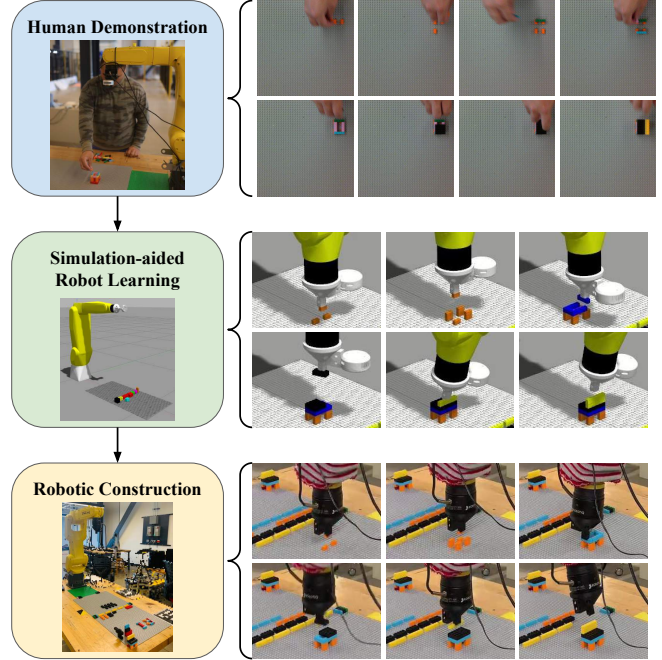 Human Demonstration
Simulation-aided
Robot Learning
Robotic Construction